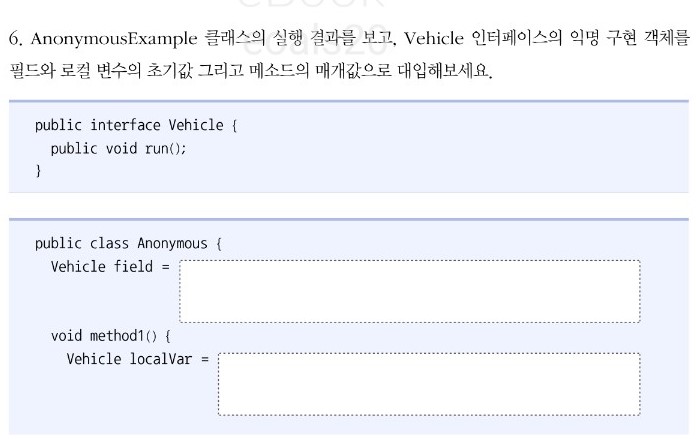 6. AnonymousExample 클래스의 실행 결과를 보고, Vehicle 인터페이스의 익명 구현 객체를
필드와 로컬 변수의 초기값 그리고 메소드의 매개값으로 대입해보세요.
public interface Vehicle {
public void run();
}
public class Anonymous {
Vehicle field =
void method1() {
Vehicle localVar =